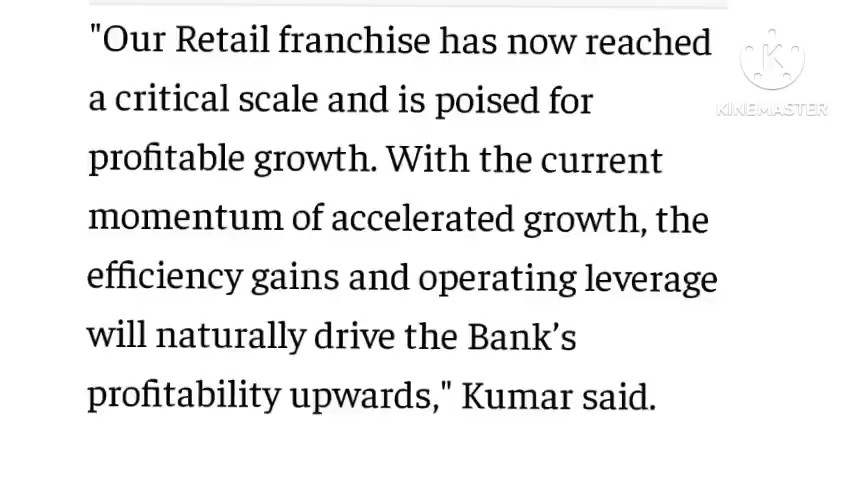 "Our Retail franchise has now reached
a critical scale and is poised for
profitable growth. With the current
momentum of accelerated growth, the
efficiency gains and operating leverage
will naturally drive the Bank’s
profitability upwards," Kumar said.
K
KINEMASTER